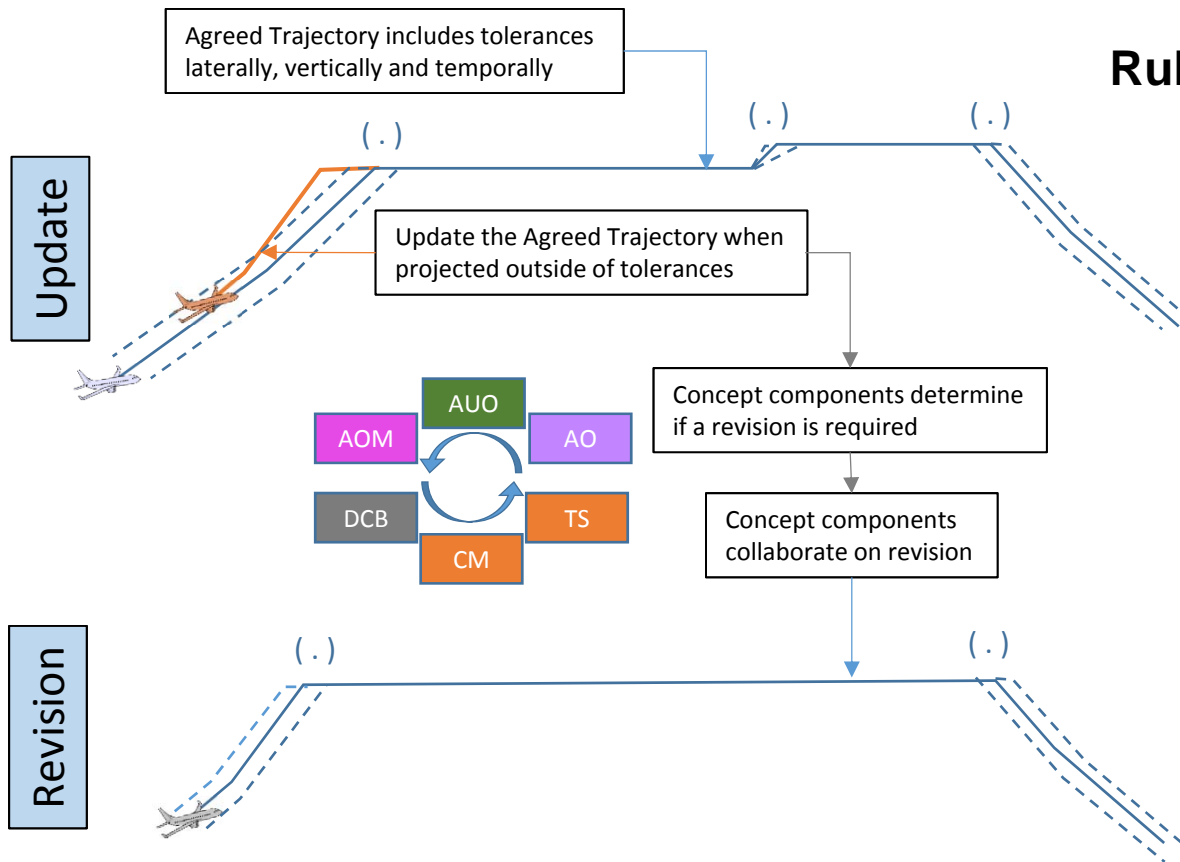 Agreed Trajectory includes tolerances
laterally, vertically and temporally
Rul
( . )
( . )
( . )
Update
Update the Agreed Trajectory when
projected outside of tolerances
Concept components determine
if a revision is required
AUO
AOM
AO
DCB
TS
CM
Concept components
collaborate on revision
Revision
( . )
( . )